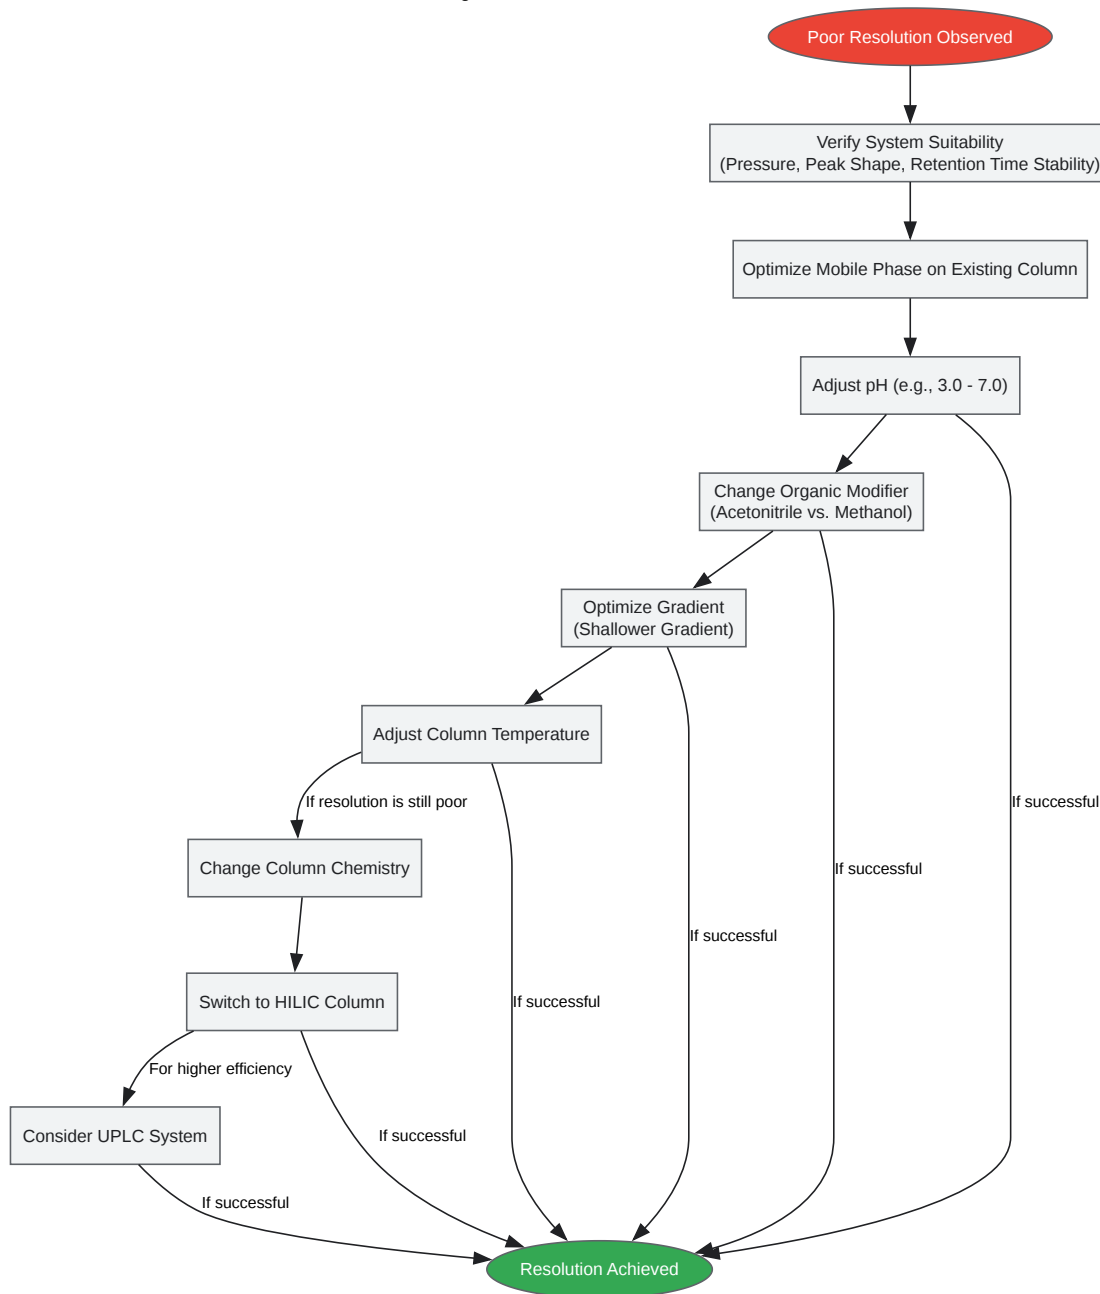 Poor Resolution Observed
Verify System Suitability
(Pressure, Peak Shape, Retention Time Stability)
Optimize Mobile Phase on Existing Column
Adjust pH (e.g., 3.0 - 7.0)
Change Organic Modifier
(Acetonitrile vs. Methanol)
Optimize Gradient
(Shallower Gradient)
Adjust Column Temperature
If resolution is still poor
If successful
Change Column Chemistry
If successful
If successful
Switch to HILIC Column
If successful
For higher efficiency
Consider UPLC System
If successful
If successful
Resolution Achieved